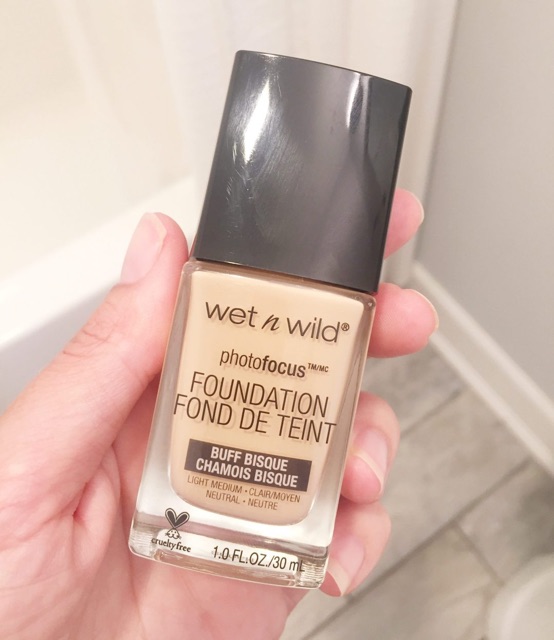 wet n wild®
photofocus™/MC
FOUNDATION
FOND DE TEINT
BUFF BISQUE
CHAMOIS BISQUE
LIGHT MEDIUM • CLAIR/MOYEN
NEUTRAL • NEUTRE
crueltyfree
1.0 FL.OZ./30 mL